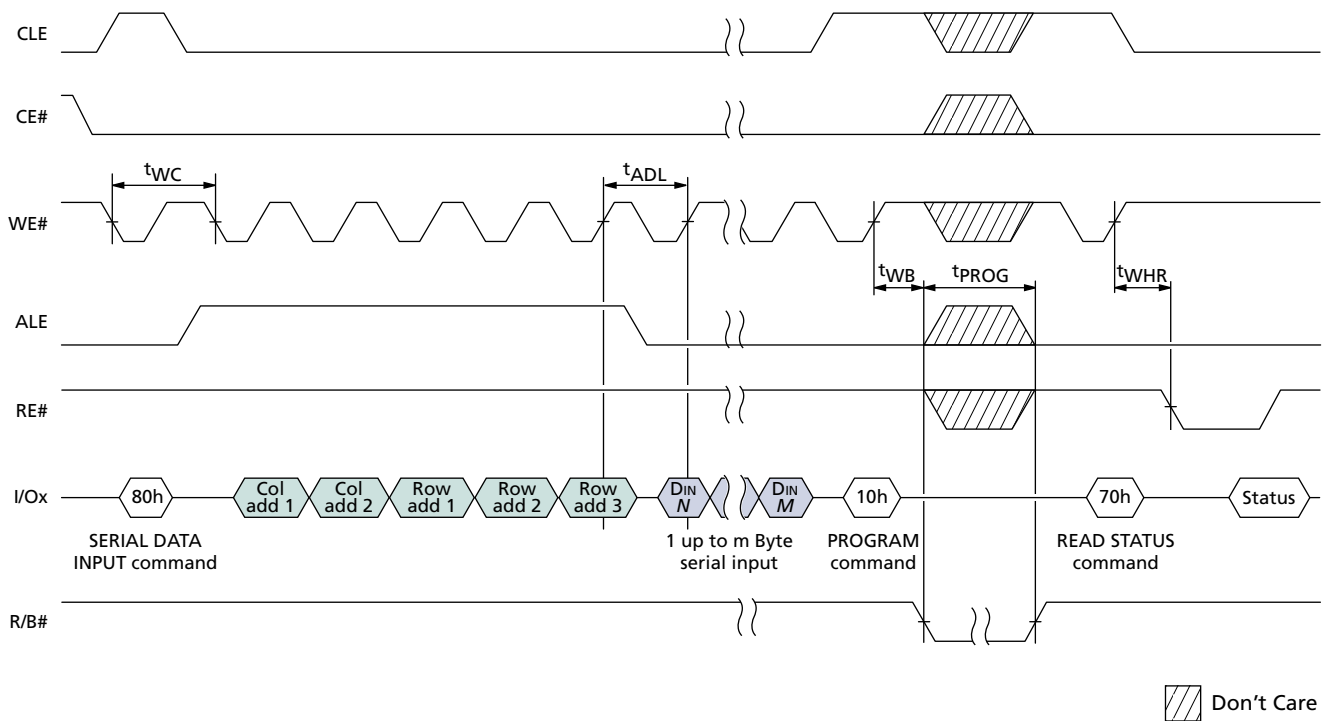 CLE
CE#
tWC
tADL
WE#
tWB
tPROG
tWHR
ALE
RE#
I/Ox
80h
Col
add 1
Col
add 2
Row
add 1
Row
add 2
Row
add 3
DIN
N
DIN
M
10h
70h
Status
SERIAL DATA
INPUT command
1 up to m Byte
serial input
PROGRAM
command
READ STATUS
command
R/B#
Don't Care